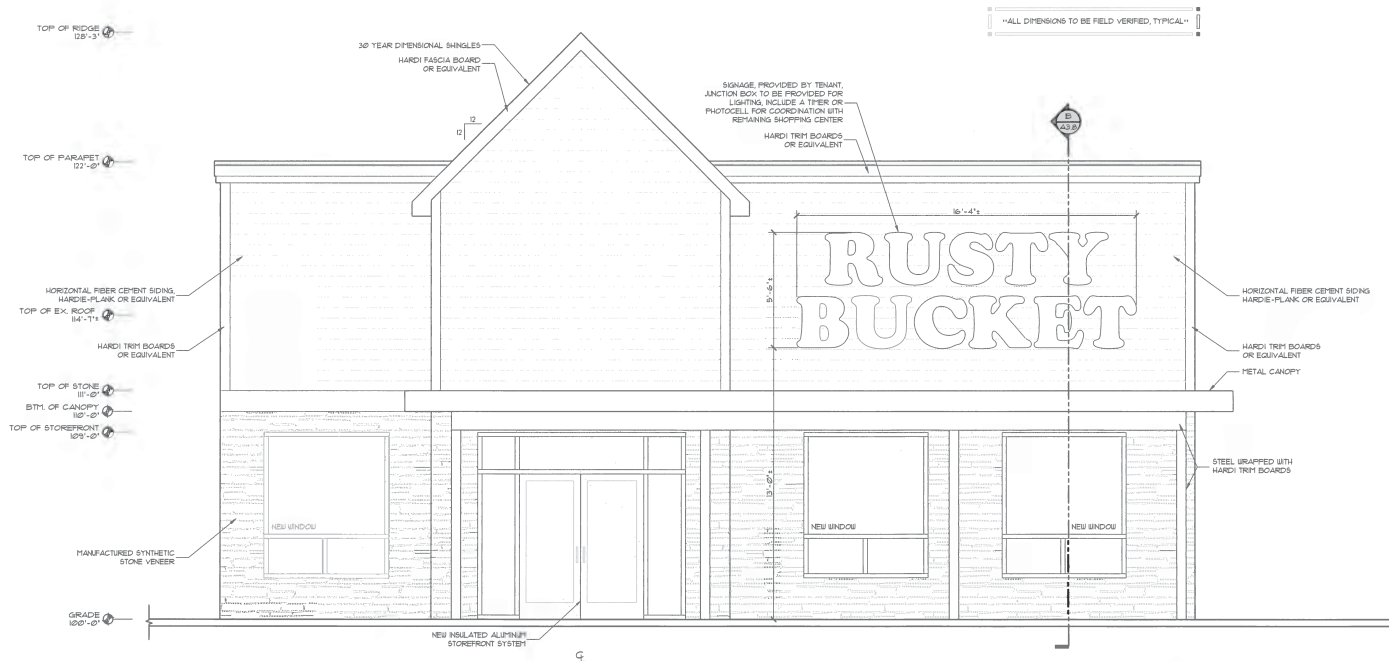 **ALL DIMENSIONS TO BE FIELD VERIFIED, TYPICAL**
TOP OF RIDGE
128'-3"
30 YEAR DIMENSIONAL SHINGLES
HARDI FASCIA BOARD
OR EQUIVALENT
12
12
SIGNAGE, PROVIDED BY TENANT,
JUNCTION BOX TO BE PROVIDED FOR
LIGHTING, INCLUDE A TIMER OR
PHOTOCELL FOR COORDINATION WITH
REMAINING SHOPPING CENTER
HARDI TRIM BOARDS
OR EQUIVALENT
B
A3.8
TOP OF PARAPET
122'-0"
16'-4"±
5'-6"±
RUSTY
BUCKET
HORIZONTAL FIBER CEMENT SIDING,
HARDIE-PLANK OR EQUIVALENT
TOP OF EX. ROOF
114'-7"±
HARDI TRIM BOARDS
OR EQUIVALENT
HORIZONTAL FIBER CEMENT SIDING
HARDIE-PLANK OR EQUIVALENT
HARDI TRIM BOARDS
OR EQUIVALENT
METAL CANOPY
TOP OF STONE
111'-0"
BTM. OF CANOPY
110'-0"
TOP OF STOREFRONT
109'-0"
STEEL WRAPPED WITH
HARDI TRIM BOARDS
13'-0"±
NEW WINDOW
NEW WINDOW
NEW WINDOW
MANUFACTURED SYNTHETIC
STONE VENEER
GRADE
100'-0"
NEW INSULATED ALUMINUM
STOREFRONT SYSTEM